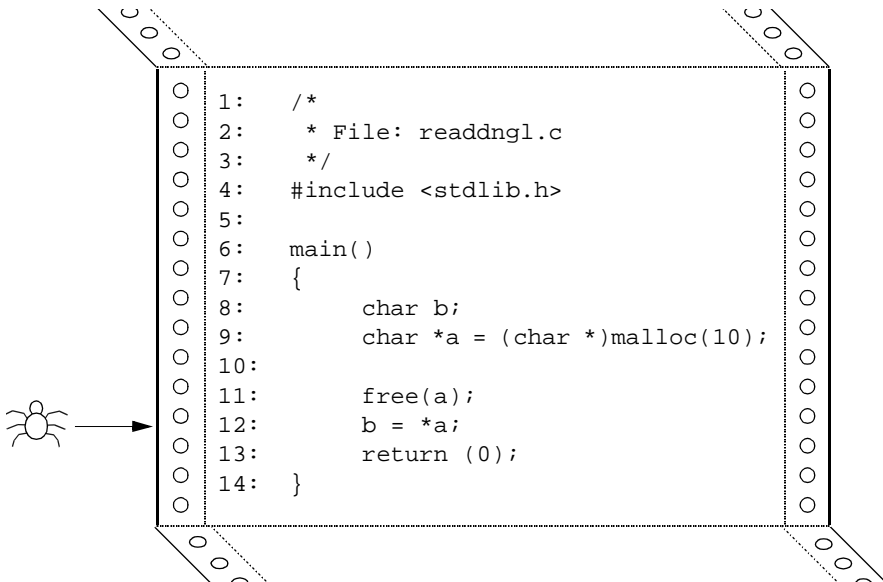 1: /*
2: * File: readdngl.c
3: */
4: #include <stdlib.h>
5:
6: main()
7: {
8: char b;
9: char *a = (char *)malloc(10);
10:
11: free(a);
12: b = *a;
13: return (0);
14: }